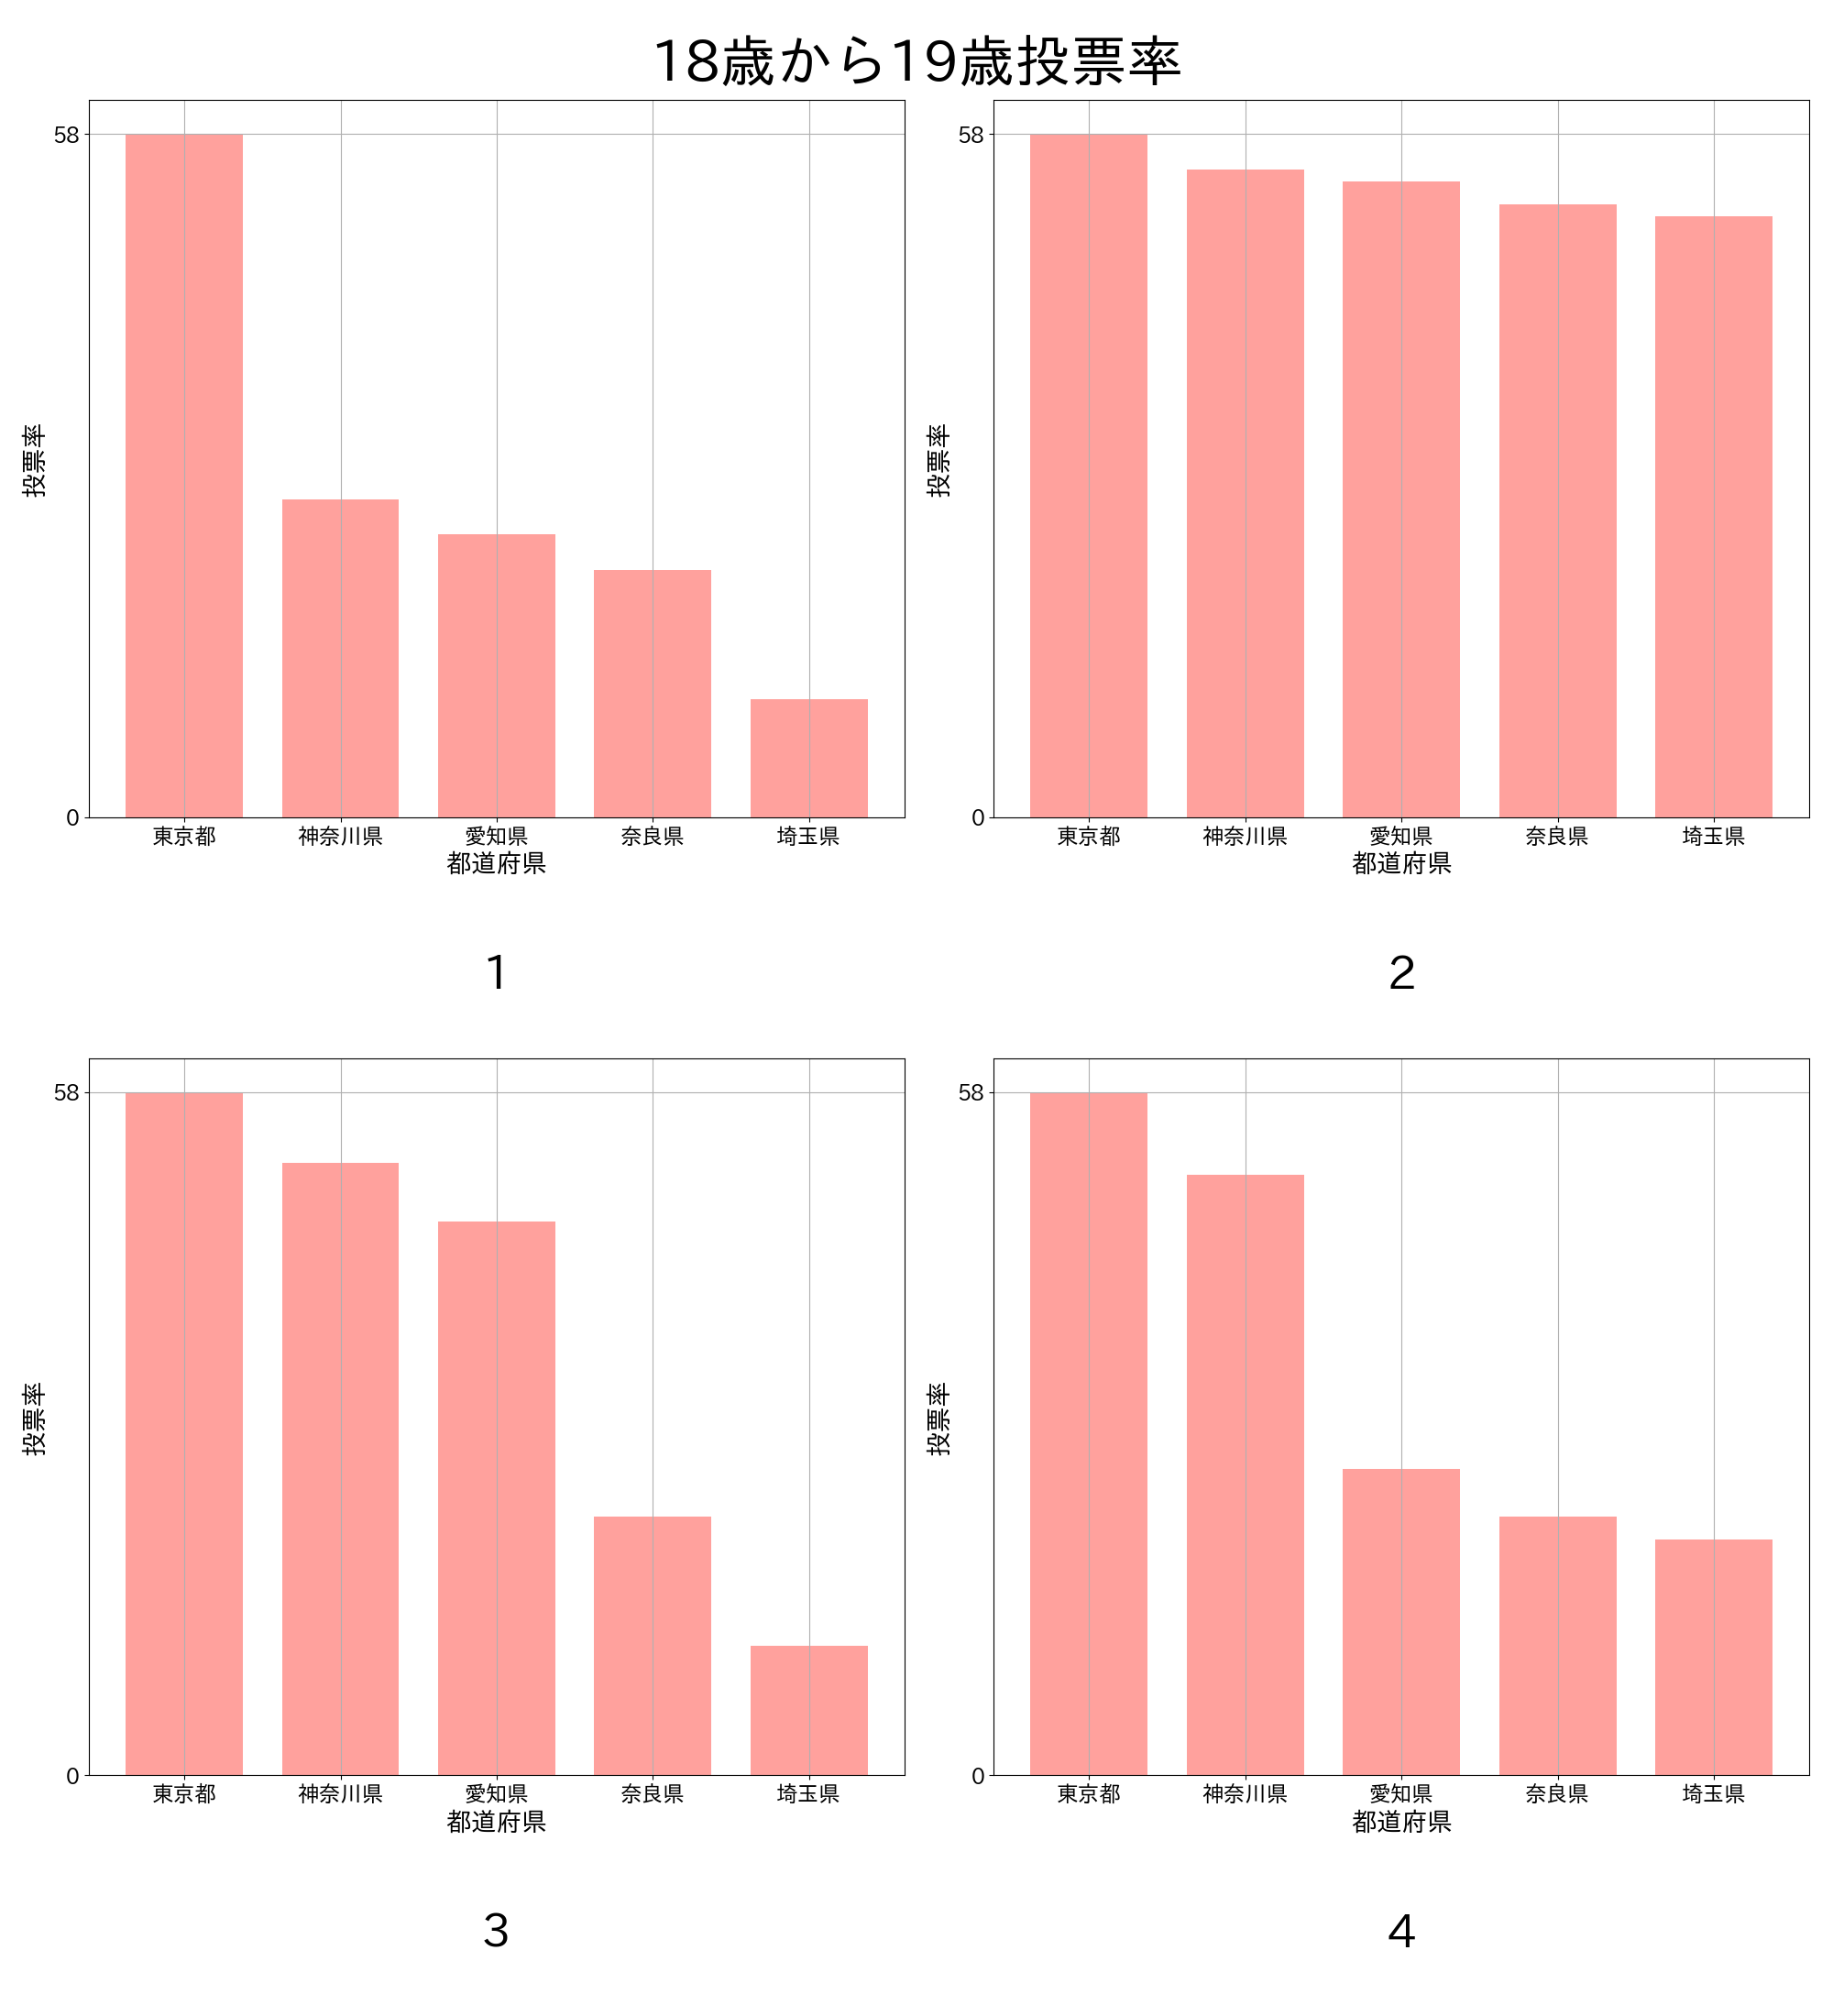 18歳から19歳投票率
58
0
投票率
東京都 神奈川県 愛知県 奈良県 埼玉県
都道府県
1
58
0
投票率
東京都 神奈川県 愛知県 奈良県 埼玉県
都道府県
2
58
0
投票率
東京都 神奈川県 愛知県 奈良県 埼玉県
都道府県
3
58
0
投票率
東京都 神奈川県 愛知県 奈良県 埼玉県
都道府県
4